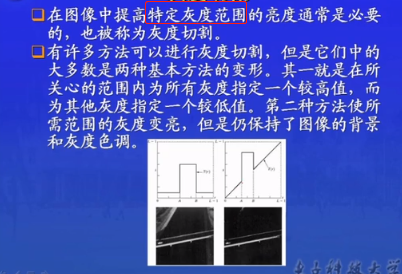 在图像中提高特定灰度范围的亮度通常是必要
的，也被称为灰度切割。
有许多方法可以进行灰度切割，但是它们中的
大多数是两种基本方法的变形。其一就是在所
关心的范围内为所有灰度指定一个较高值，而
为其他灰度指定一个较低值。第二种方法使所
需范围的灰度变亮，但是仍保持了图像的背景
和灰度色调。